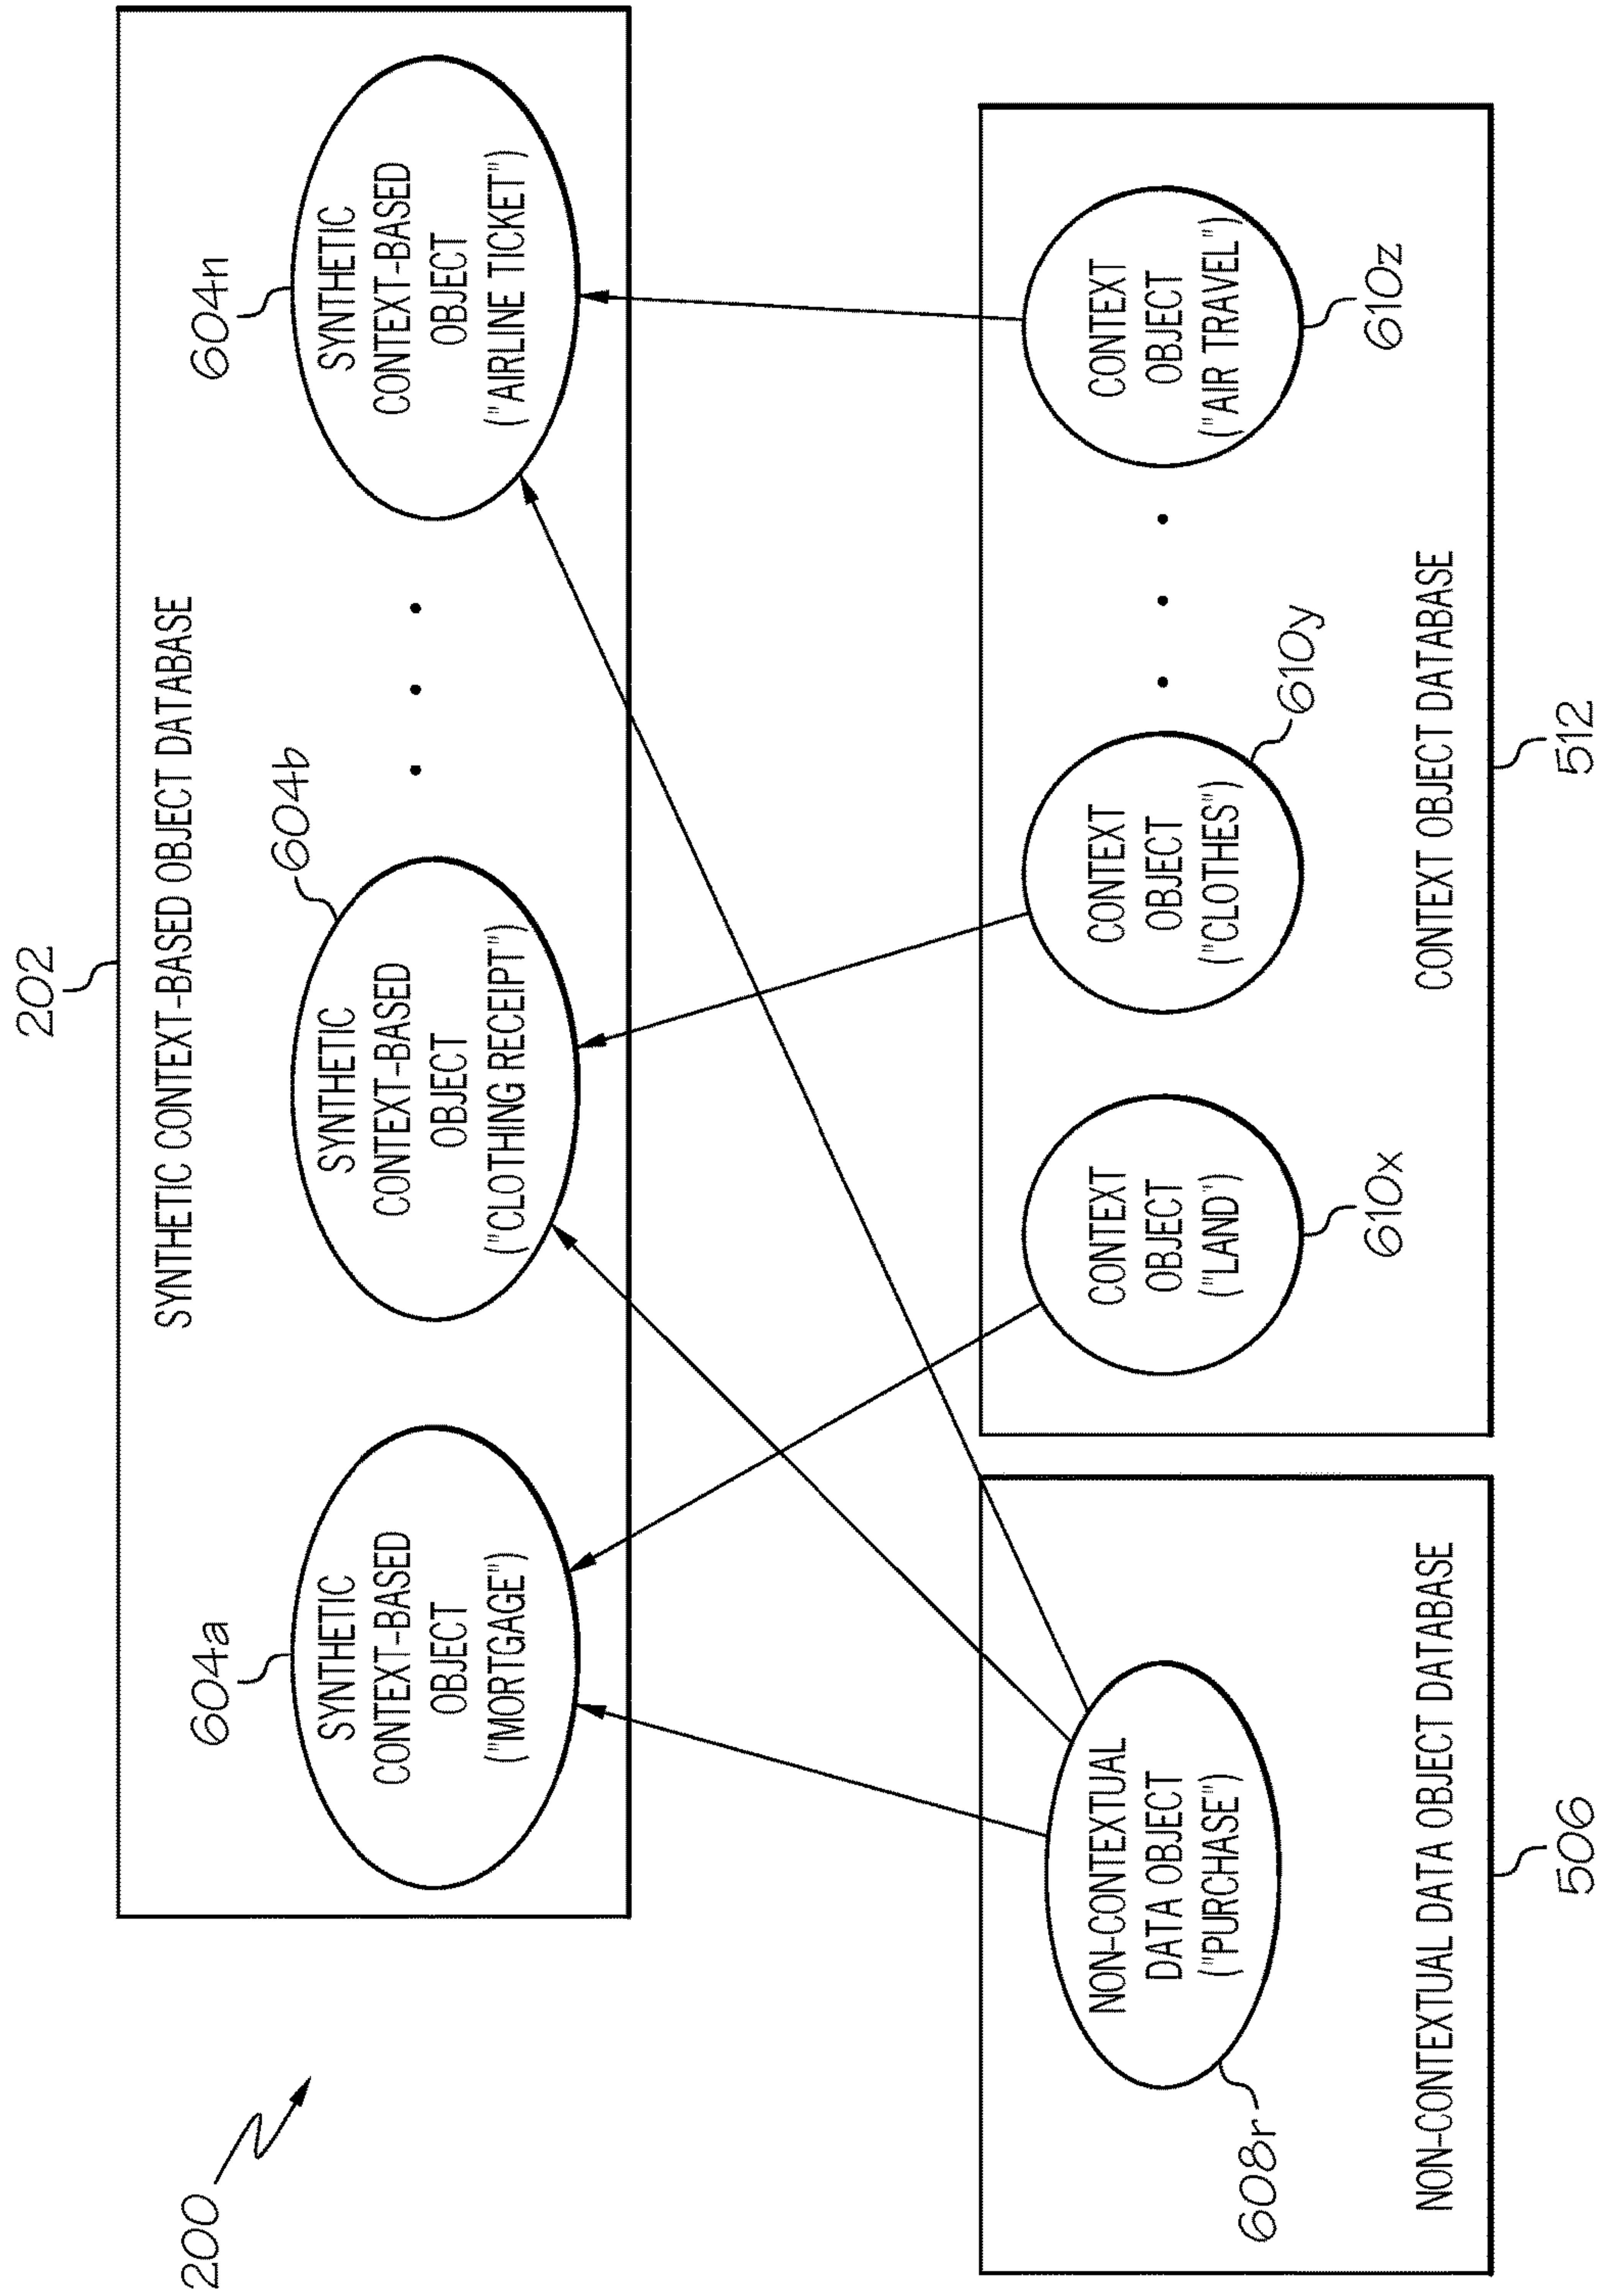 200
202
SYNTHETIC CONTEXT-BASED OBJECT DATABASE
604a
SYNTHETIC
CONTEXT-BASED
OBJECT
("MORTGAGE")
604b
SYNTHETIC
CONTEXT-BASED
OBJECT
("CLOTHING RECEIPT")
604n
SYNTHETIC
CONTEXT-BASED
OBJECT
("AIRLINE TICKET")
NON-CONTEXTUAL
DATA OBJECT
("PURCHASE")
608r
NON-CONTEXTUAL DATA OBJECT DATABASE
506
CONTEXT
OBJECT
("LAND')
610x
CONTEXT
OBJECT
("CLOTHES")
610y
CONTEXT
OBJECT
("AIR TRAVEL")
610z
CONTEXT OBJECT DATABASE
512